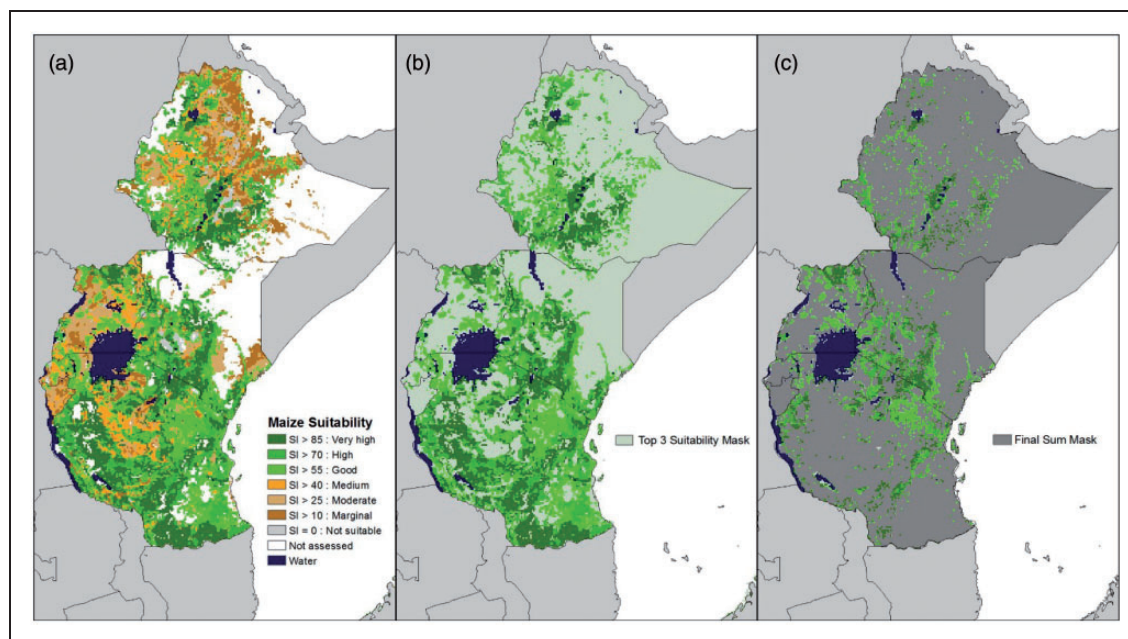 (a)
(b)
(c)
Maize Suitability
SI > 85 : Very high
SI > 70 : High
SI > 55 : Good
SI > 40 : Medium
SI > 25 : Moderate
SI > 10 : Marginal
SI = 0 : Not suitable
Not assessed
Water
Top 3 Suitability Mask
Final Sum Mask